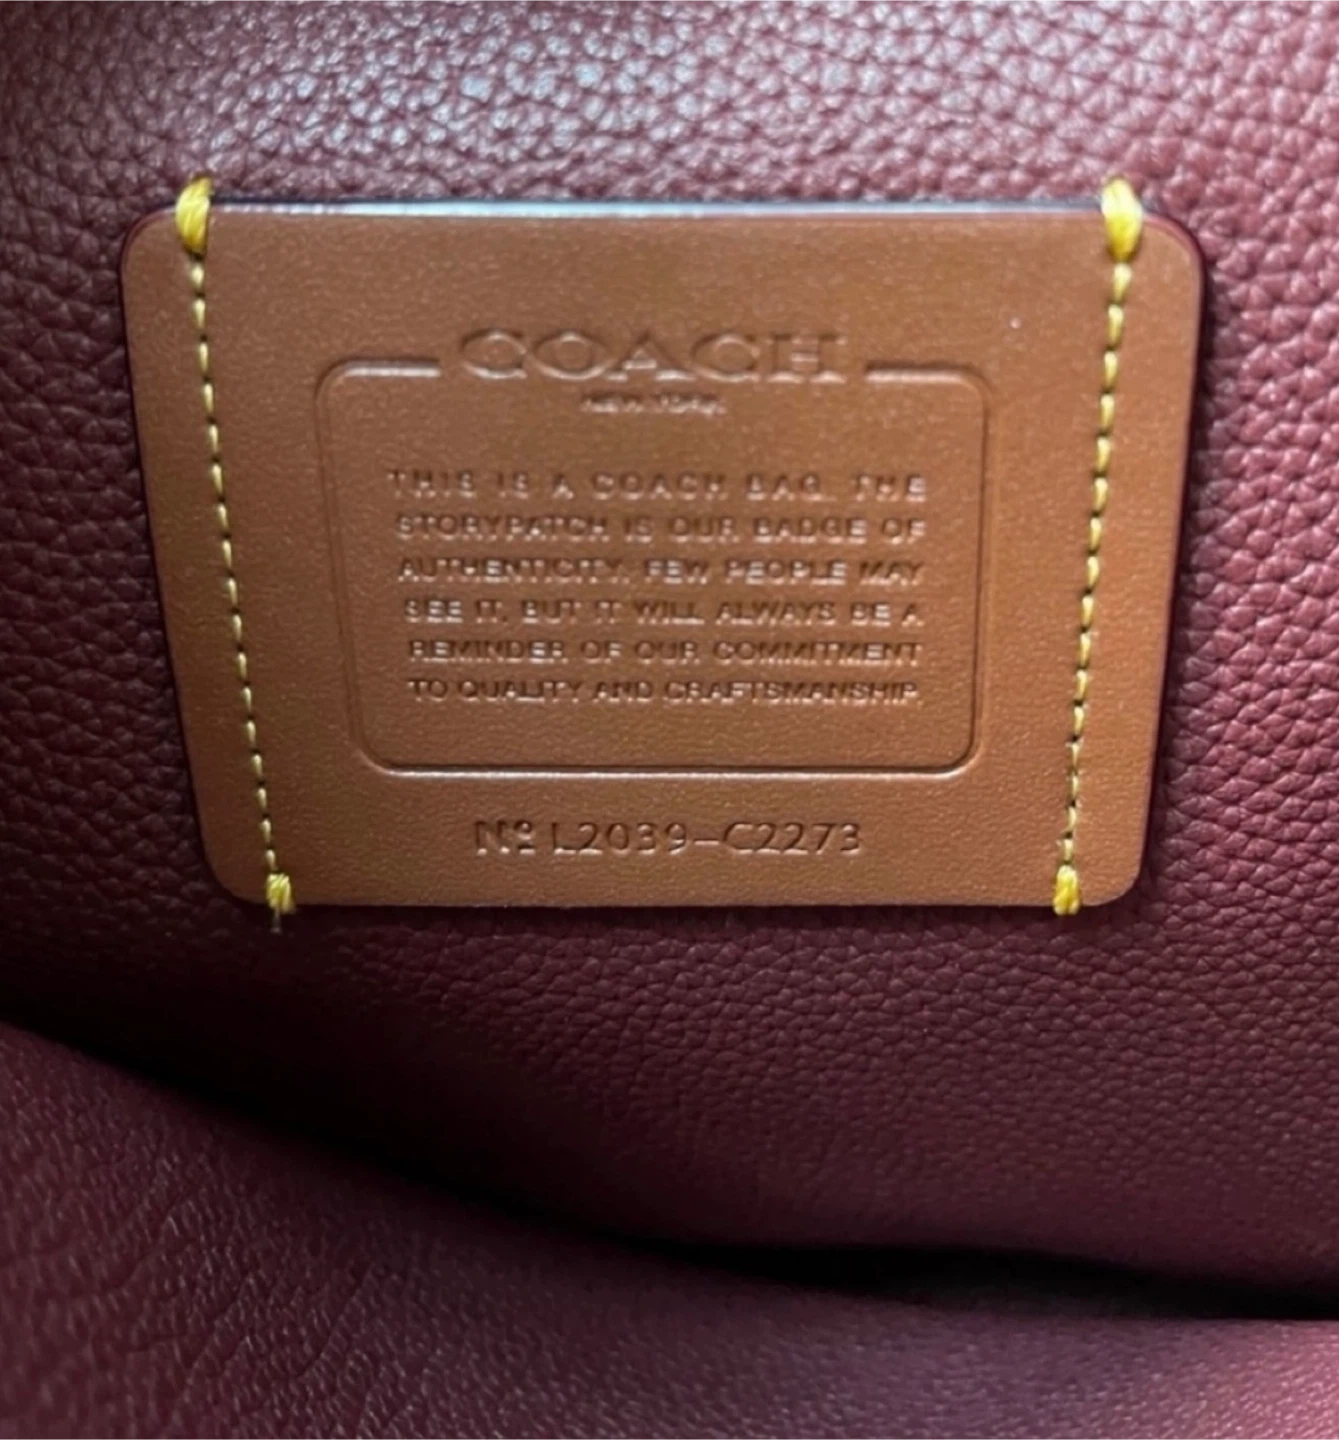 COACH
NEW YORK
THIS IS A COACH BAG. THE
STORYPATCH IS OUR BADGE OF
AUTHENTICITY. FEW PEOPLE MAY
SEE IT, BUT IT WILL ALWAYS BE A
REMINDER OF OUR COMMITMENT
TO QUALITY AND CRAFTSMANSHIP.
Nº L2039-C2273